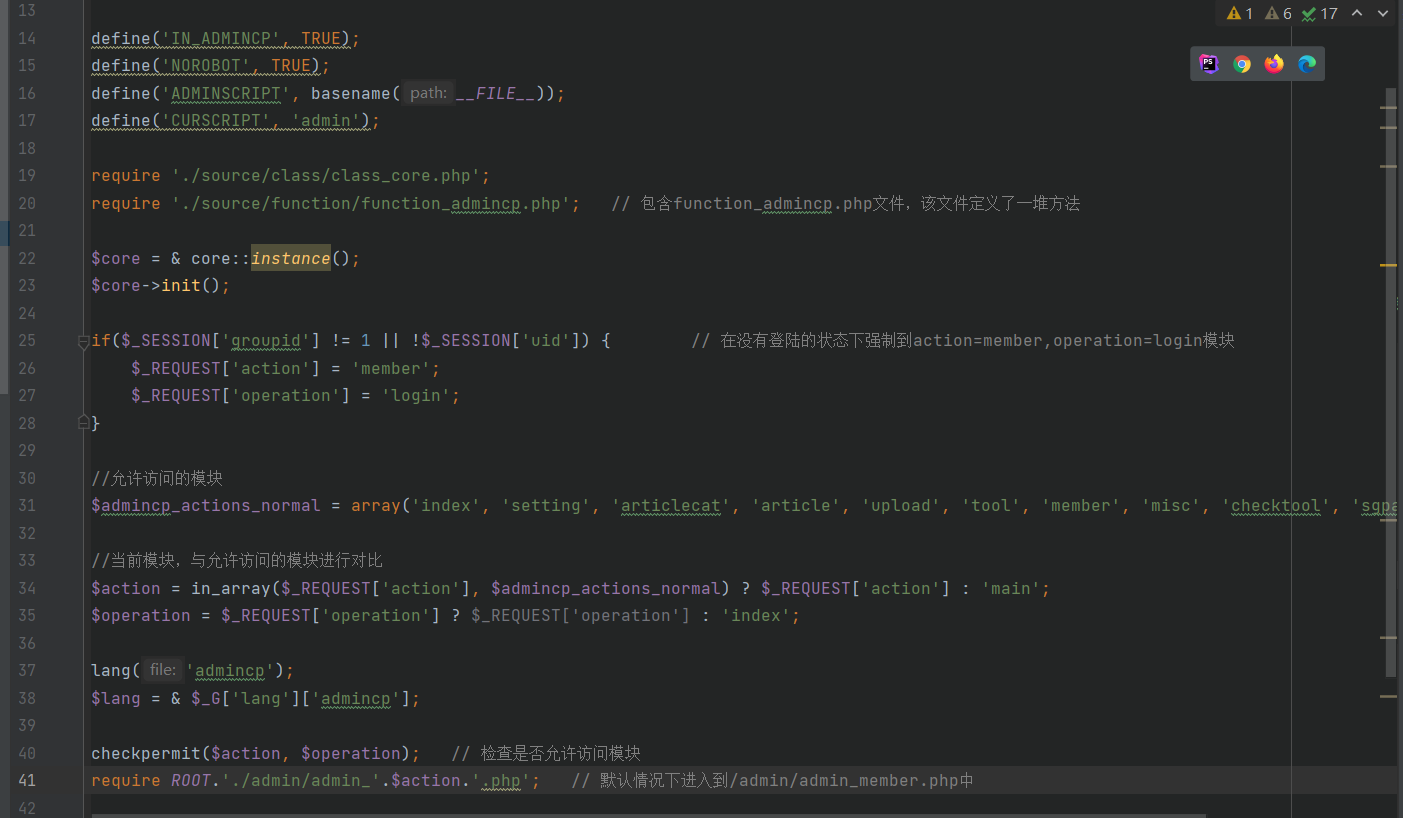 13
1 6 17
14 define('IN_ADMINCP', TRUE);
15 define('NOROBOT', TRUE);
16 define('ADMINSCRIPT', basename( path: __FILE__));
17 define('CURSCRIPT', 'admin');
18
19 require './source/class/class_core.php';
20 require './source/function/function_admincp.php'; // 包含function_admincp.php文件，该文件定义了一堆方法
21
22 $core = & core::instance();
23 $core->init();
24
25 if($_SESSION['groupid'] != 1 || !$_SESSION['uid']) { // 在没有登陆的状态下强制到action=member,operation=login模块
26 $_REQUEST['action'] = 'member';
27 $_REQUEST['operation'] = 'login';
28 }
29
30 //允许访问的模块
31 $admincp_actions_normal = array('index', 'setting', 'articlecat', 'article', 'upload', 'tool', 'member', 'misc', 'checktool', 'sqpa
32
33 //当前模块，与允许访问的模块进行对比
34 $action = in_array($_REQUEST['action'], $admincp_actions_normal) ? $_REQUEST['action'] : 'main';
35 $operation = $_REQUEST['operation'] ? $_REQUEST['operation'] : 'index';
36
37 lang( file: 'admincp');
38 $lang = & $_G['lang']['admincp'];
39
40 checkpermit($action, $operation); // 检查是否允许访问模块
41 require ROOT.'./admin/admin_'.$action.'.php'; // 默认情况下进入到/admin/admin_member.php中
42